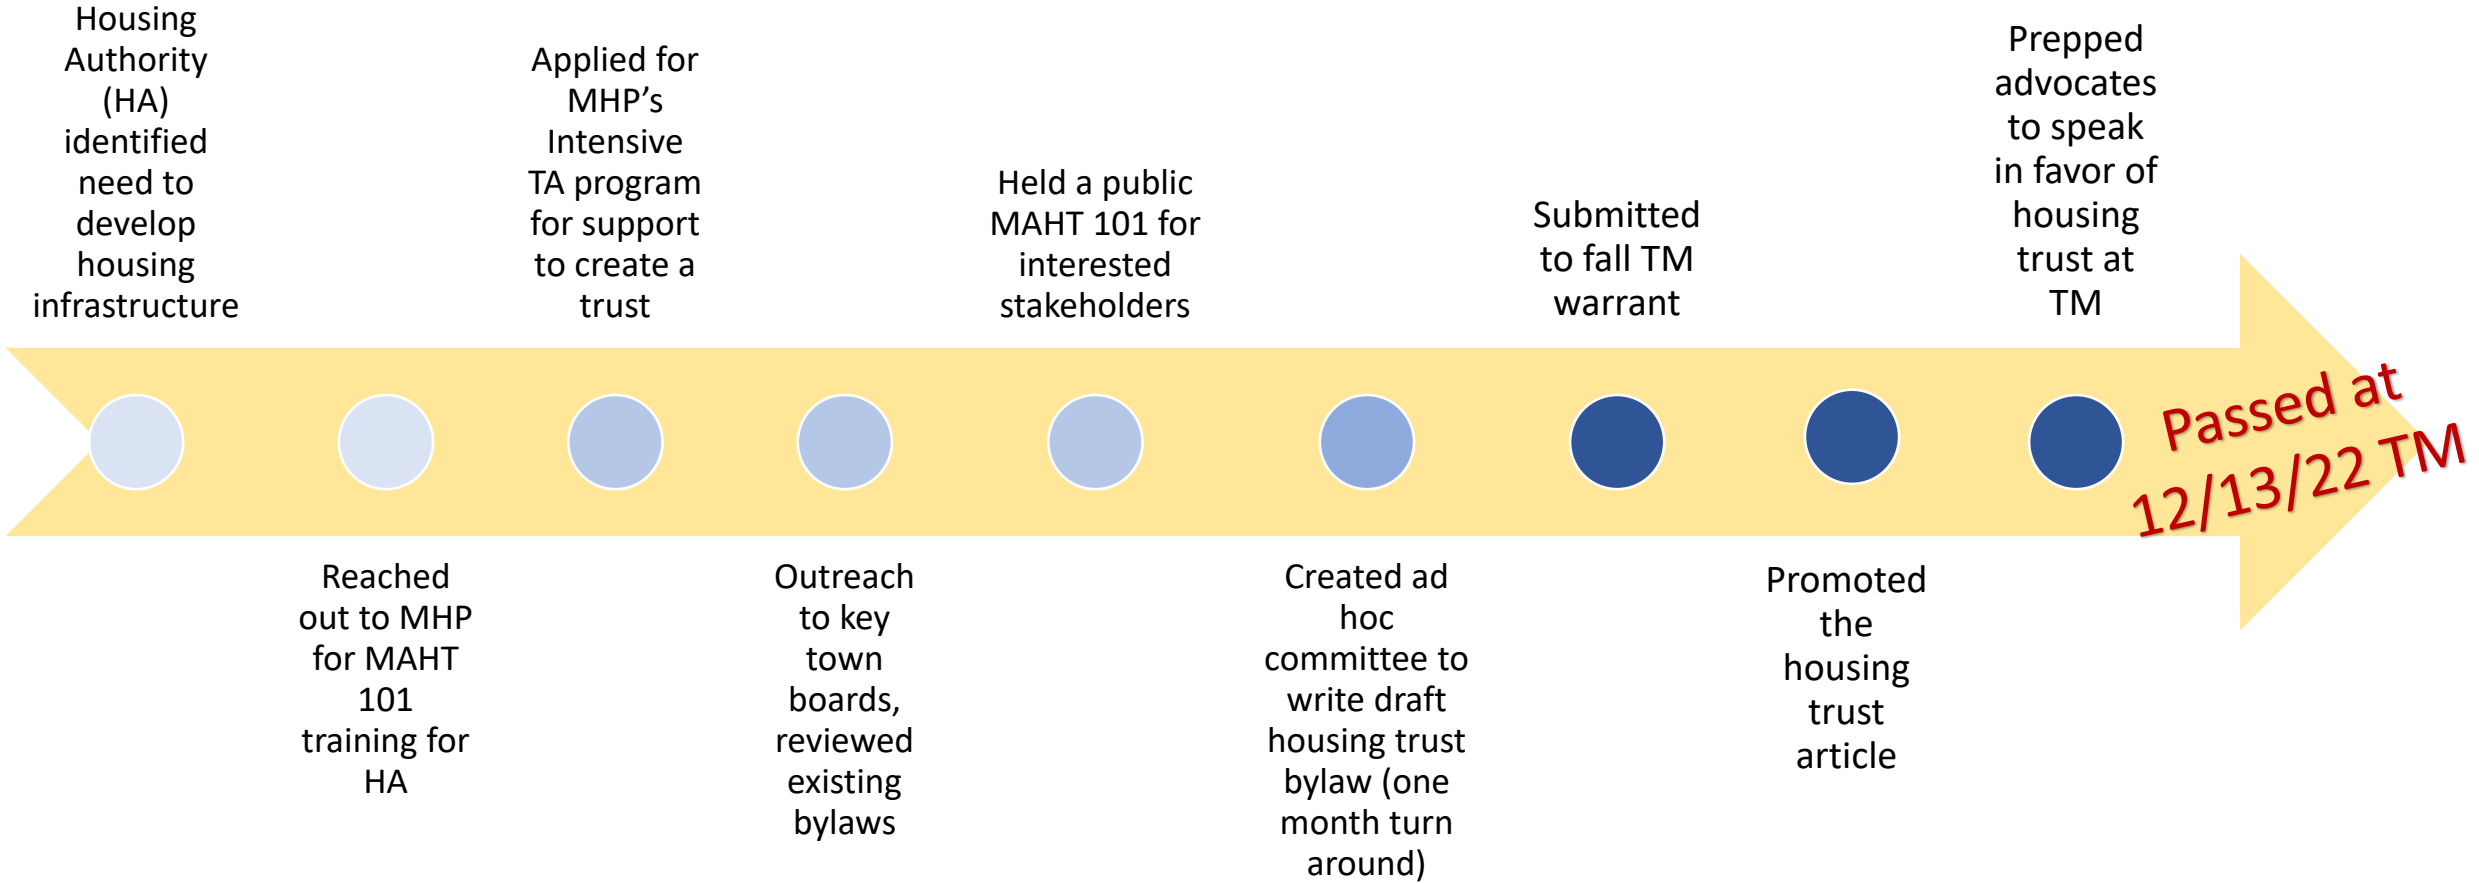 Housing
Authority
(HA)
identified
need to
develop
housing
infrastructure
Reached
out to MHP
for MAHT
101
training for
HA
Applied for
MHP’s
Intensive
TA program
for support
to create a
trust
Outreach
to key
town
boards,
reviewed
existing
bylaws
Held a public
MAHT 101 for
interested
stakeholders
Created ad
hoc
committee to
write draft
housing trust
bylaw (one
month turn
around)
Submitted
to fall TM
warrant
Promoted
the
housing
trust
article
Prepped
advocates
to speak
in favor of
housing
trust at
TM
Passed at
12/13/22 TM